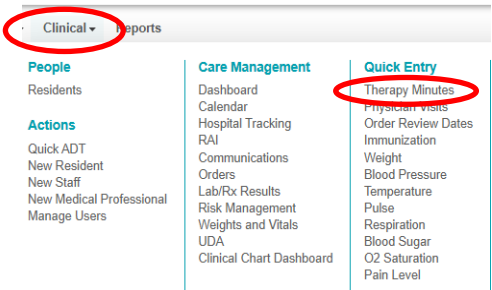 Clinical Reports
People
Residents
Actions
Quick ADT
New Resident
New Staff
New Medical Professional
Manage Users
Care Management
Dashboard
Calendar
Hospital Tracking
RAI
Communications
Orders
Lab/Rx Results
Risk Management
Weights and Vitals
UDA
Clinical Chart Dashboard
Quick Entry
Therapy Minutes
Physician Visits
Order Review Dates
Immunization
Weight
Blood Pressure
Temperature
Pulse
Respiration
Blood Sugar
O2 Saturation
Pain Level